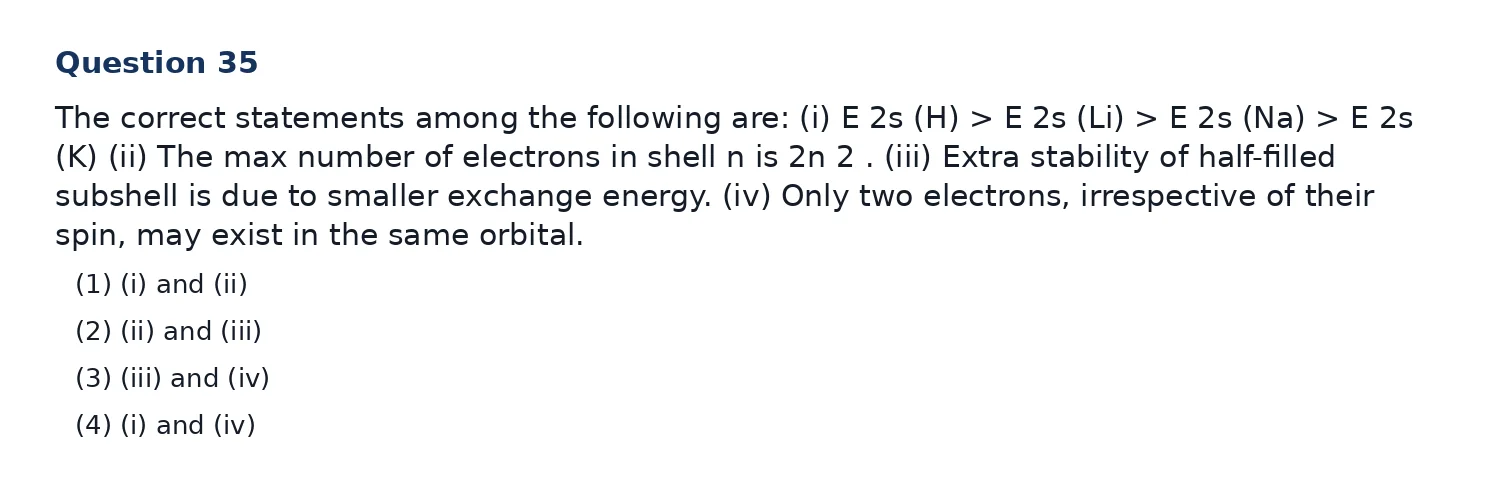 Question 35
The correct statements among the following are: (i) E 2s (H) > E 2s (Li) > E 2s (Na) > E 2s
(K) (ii) The max number of electrons in shell n is 2n 2 . (iii) Extra stability of half-filled
subshell is due to smaller exchange energy. (iv) Only two electrons, irrespective of their
spin, may exist in the same orbital.
(1) (i) and (ii)
(2) (ii) and (iii)
(3) (iii) and (iv)
(4) (i) and (iv)